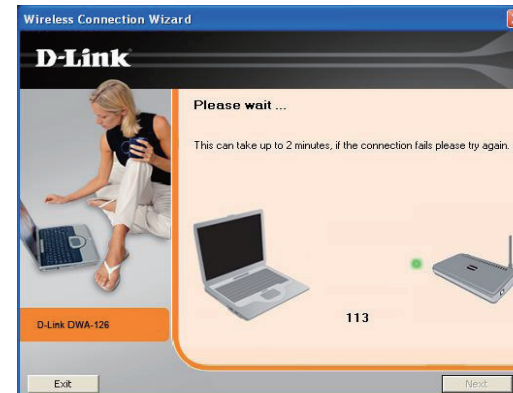 Wireless Connection Wizard
D-Link
Please wait ...
This can take up to 2 minutes, if the connection fails please try again.
113
D-Link DWA-126
Exit
Next